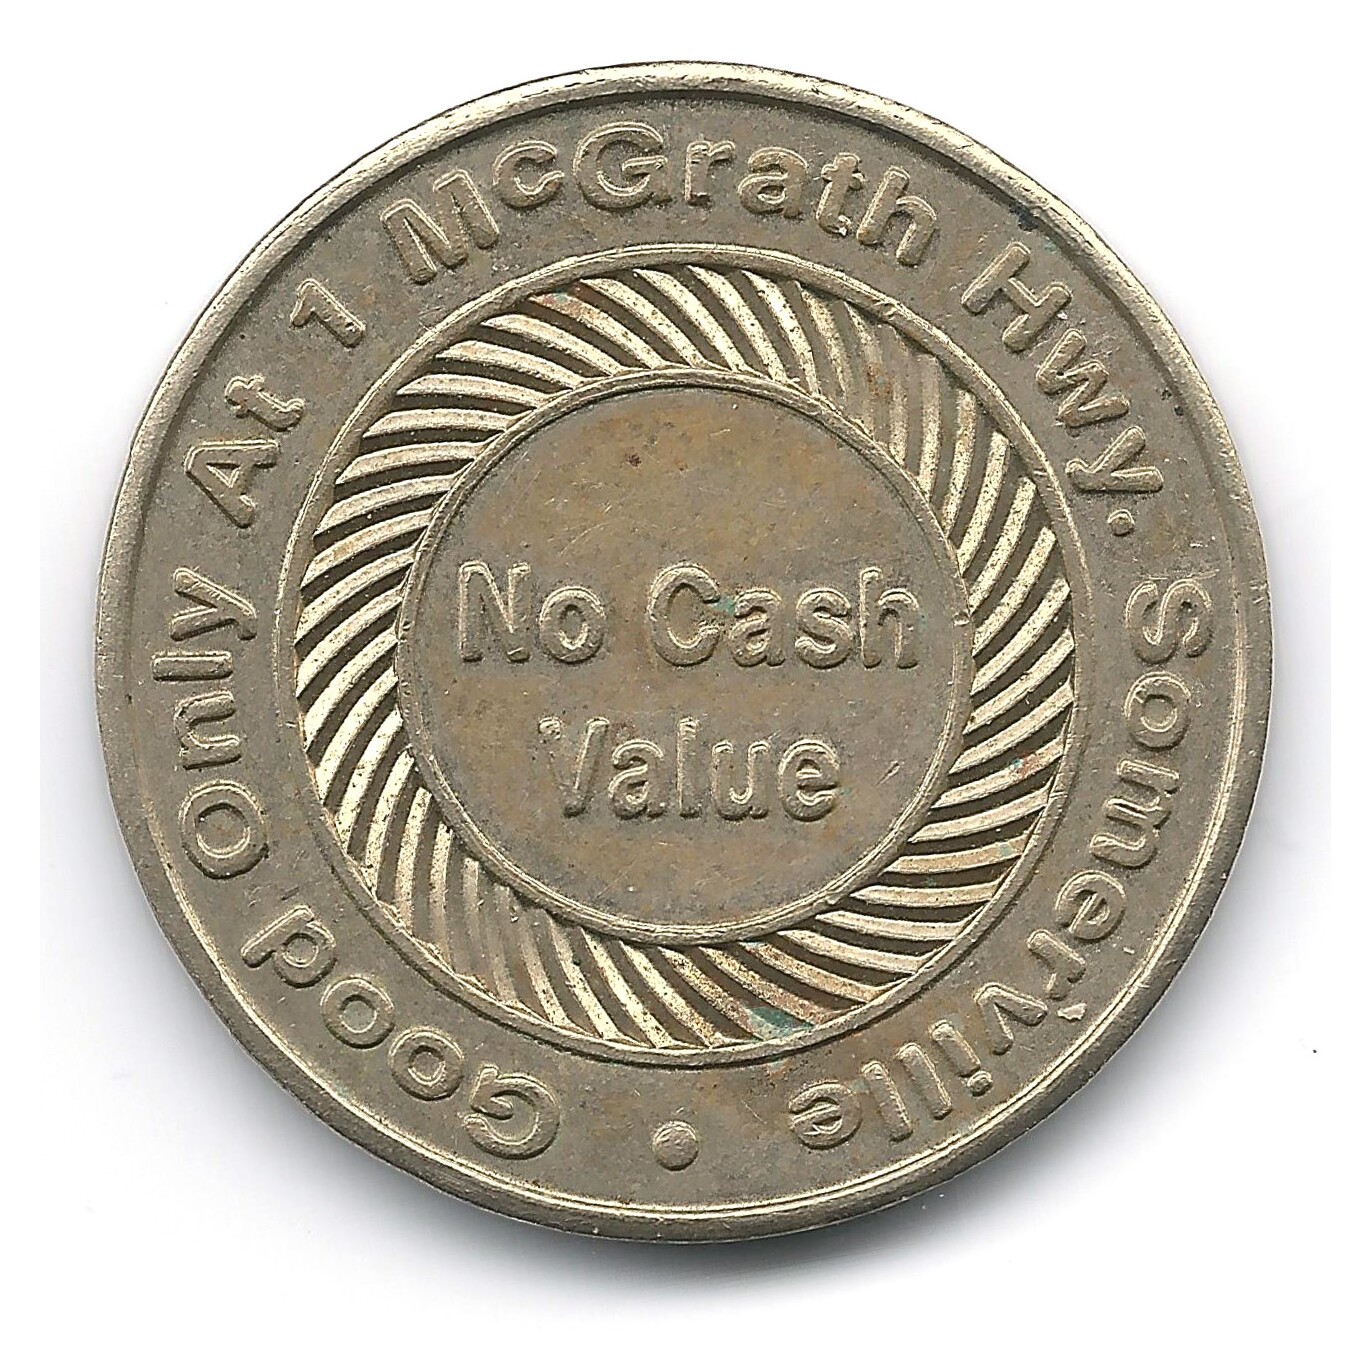 Good Only At 1 McGrath Hwy. Somerville •
No Cash
Value